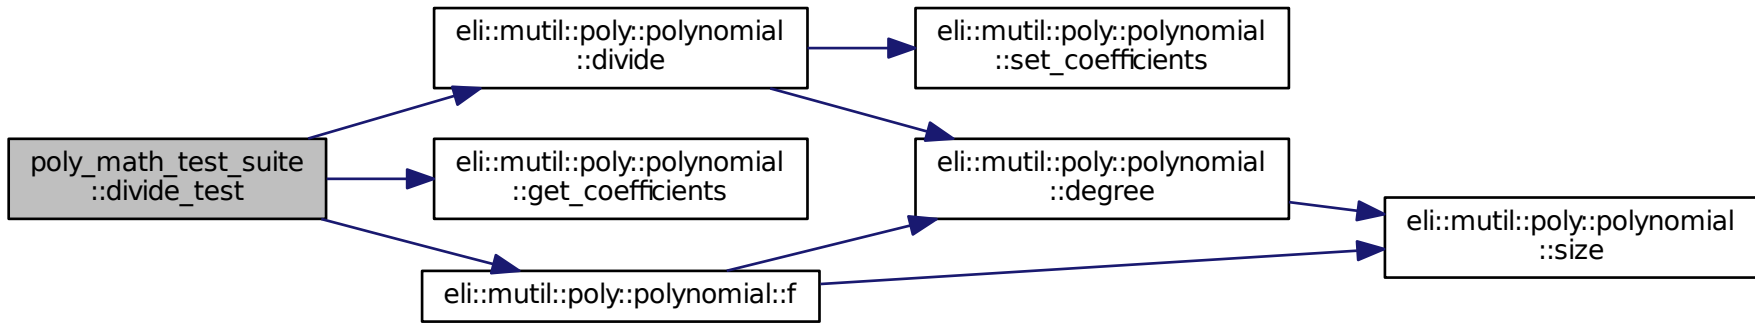 poly_math_test_suite
::divide_test
eli::mutil::poly::polynomial
::divide
eli::mutil::poly::polynomial
::get_coefficients
eli::mutil::poly::polynomial::f
eli::mutil::poly::polynomial
::set_coefficients
eli::mutil::poly::polynomial
::degree
eli::mutil::poly::polynomial
::size